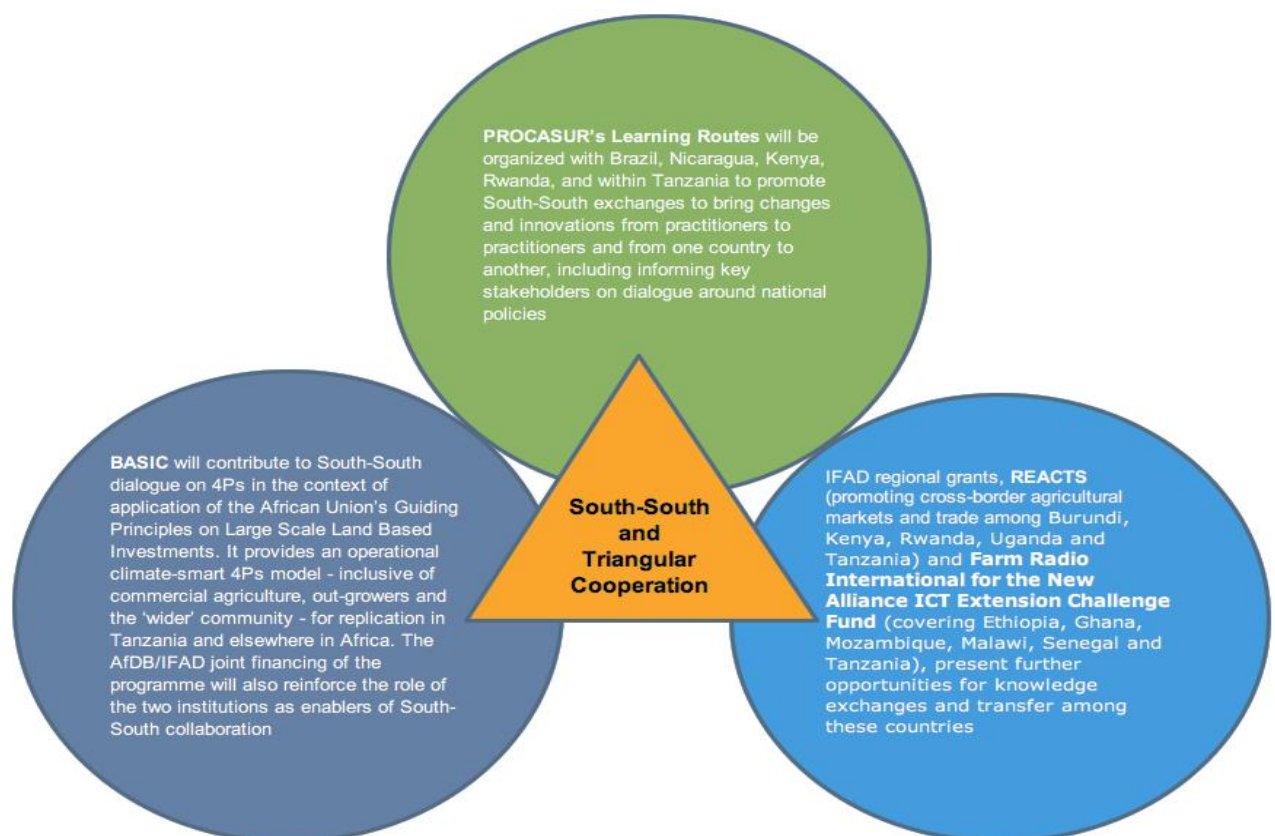 PROCASUR's Learning Routes will be
organized with Brazil, Nicaragua, Kenya,
Rwanda, and within Tanzania to promote
South-South exchanges to bring changes
and innovations from practitioners to
practitioners and from one country to
another, including informing key
stakeholders on dialogue around national
policies
BASIC will contribute to South-South
dialogue on 4Ps in the context of
application of the African Union's Guiding
Principles on Large Scale Land Based
Investments. It provides an operational
climate-smart 4Ps model - inclusive of
commercial agriculture, out-growers and
the 'wider' community - for replication in
Tanzania and elsewhere in Africa. The
AfDB/IFAD joint financing of the
programme will also reinforce the role of
the two institutions as enablers of South-
South collaboration
South-South
and
Triangular
Cooperation
IFAD regional grants, REACTS
(promoting cross-border agricultural
markets and trade among Burundi,
Kenya, Rwanda, Uganda and
Tanzania) and Farm Radio
International for the New
Alliance ICT Extension Challenge
Fund (covering Ethiopia, Ghana,
Mozambique, Malawi, Senegal and
Tanzania), present further
opportunities for knowledge
exchanges and transfer among
these countries